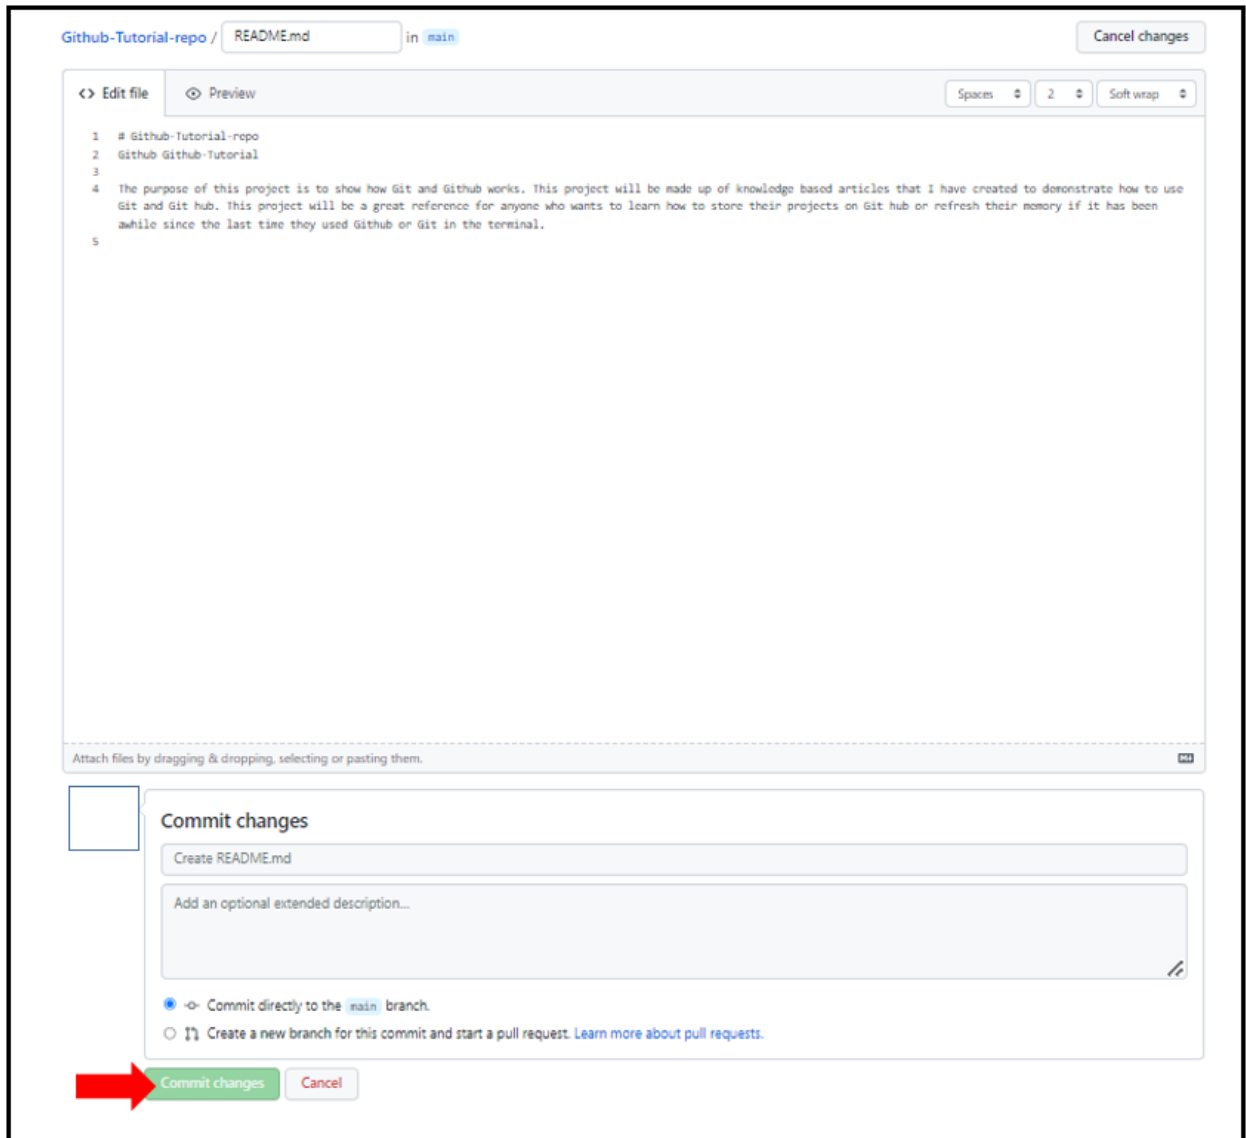 Github-Tutorial-repo / README.md in main Cancel changes
<> Edit file Preview Spaces 2 Soft wrap
1 # Github-Tutorial-repo
2 Github Github-Tutorial
3
4 The purpose of this project is to show how Git and Github works. This project will be made up of knowledge based articles that I have created to demonstrate how to use
Git and Git hub. This project will be a great reference for anyone who wants to learn how to store their projects on Git hub or refresh their memory if it has been
awhile since the last time they used Github or Git in the terminal.
5
Attach files by dragging & dropping, selecting or pasting them.
Commit changes
Create README.md
Add an optional extended description...
Commit directly to the main branch.
Create a new branch for this commit and start a pull request. Learn more about pull requests.
Commit changes Cancel